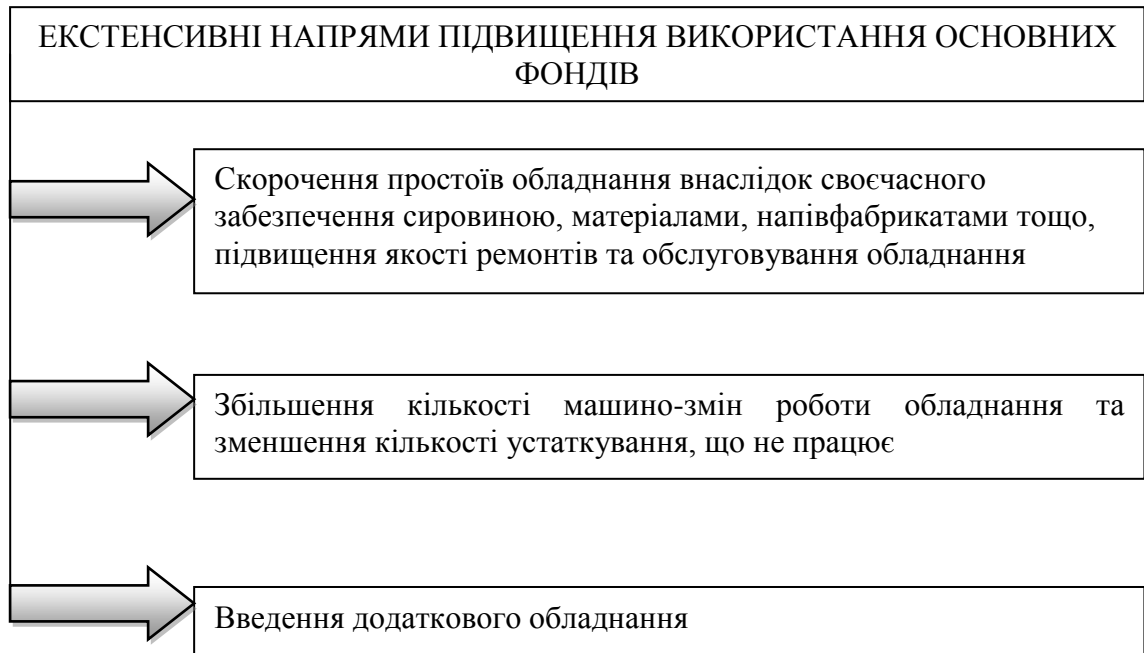 ЕКСТЕНСИВНІ НАПРЯМИ ПІДВИЩЕННЯ ВИКОРИСТАННЯ ОСНОВНИХ
ФОНДІВ
Скорочення простоїв обладнання внаслідок своєчасного
забезпечення сировиною, матеріалами, напівфабрикатами тощо,
підвищення якості ремонтів та обслуговування обладнання
Збільшення кількості машино-змін роботи обладнання та
зменшення кількості устаткування, що не працює
Введення додаткового обладнання